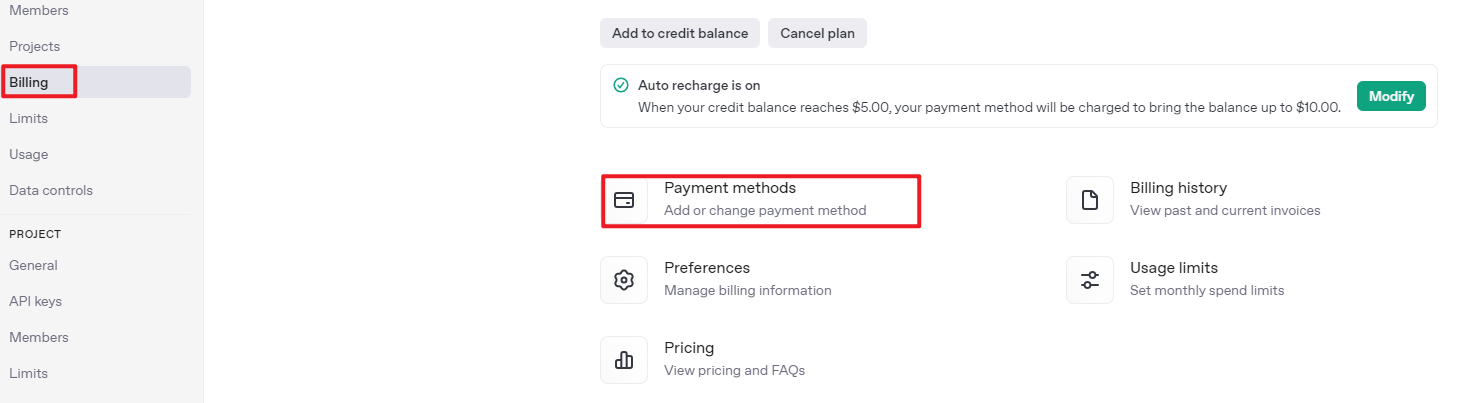 Members
Projects
Billing
Limits
Usage
Data controls
PROJECT
General
API keys
Members
Limits
Add to credit balance
Cancel plan
Auto recharge is on
When your credit balance reaches $5.00, your payment method will be charged to bring the balance up to $10.00.
Modify
Payment methods
Add or change payment method
Billing history
View past and current invoices
Preferences
Manage billing information
Usage limits
Set monthly spend limits
Pricing
View pricing and FAQs